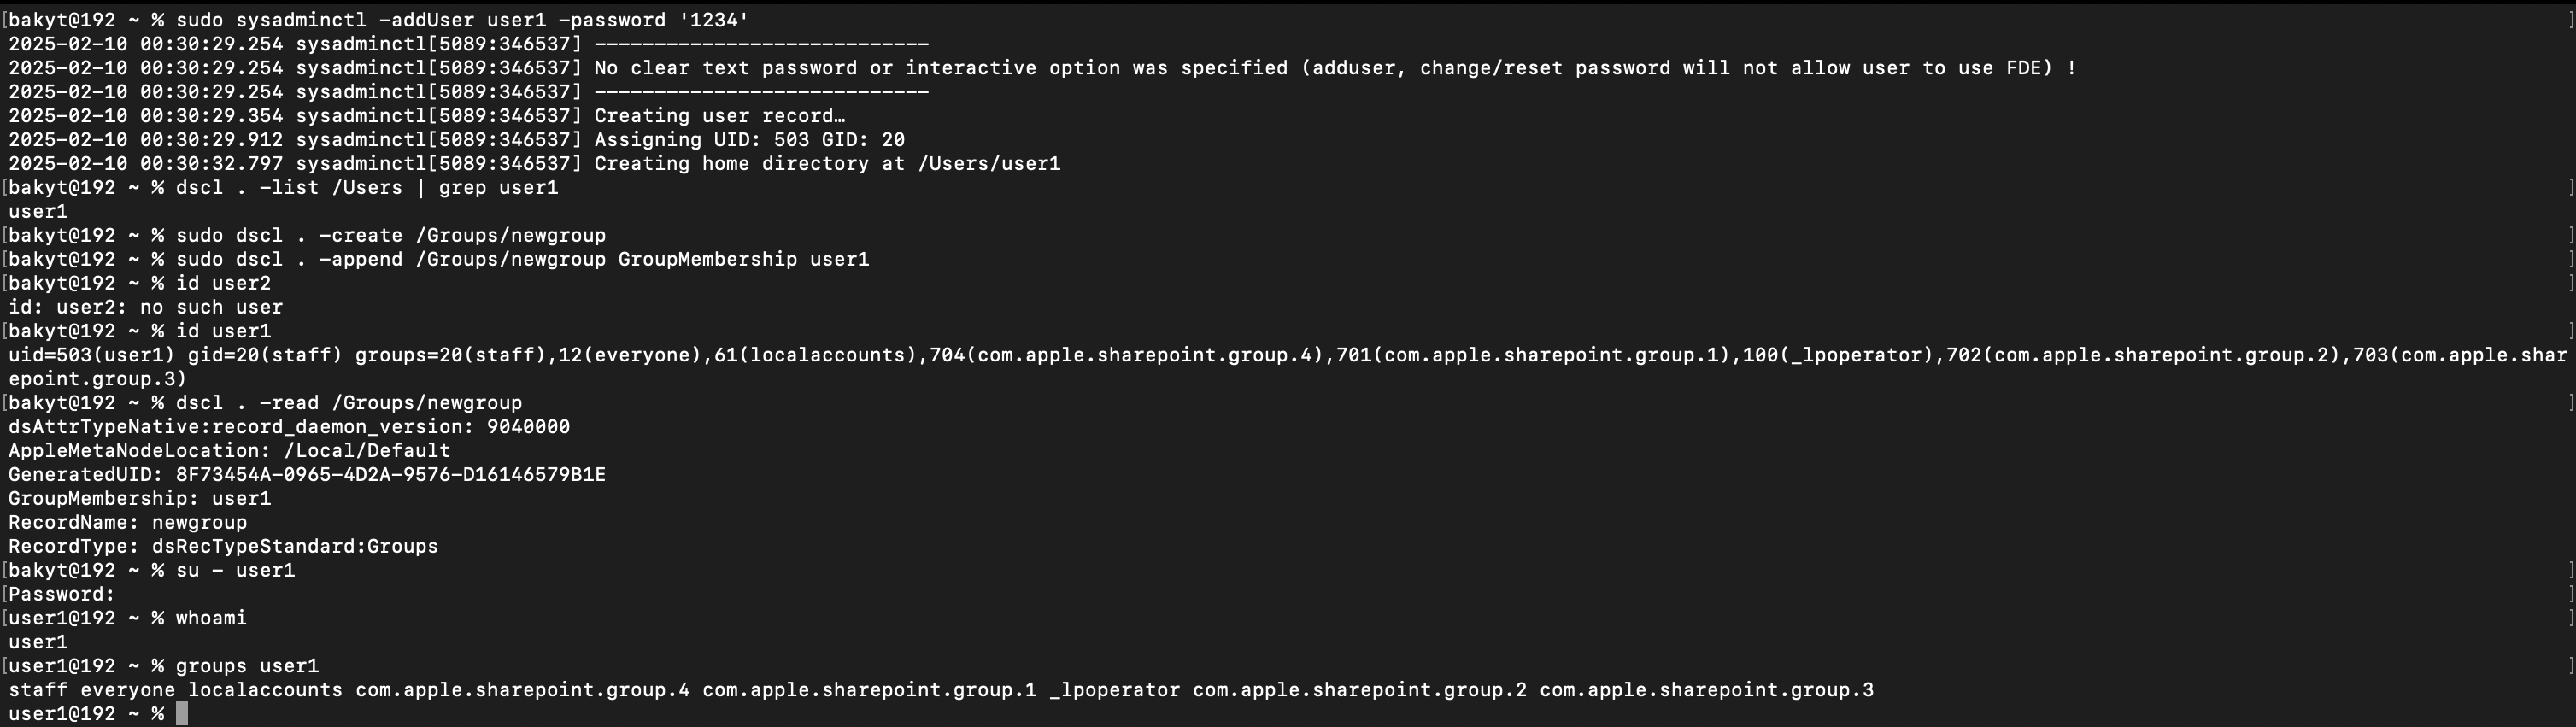 [bakyt@192 ~ % sudo sysadminctl -addUser user1 -password '1234' ]
2025-02-10 00:30:29.254 sysadminctl[5089:346537] ----------------------------
2025-02-10 00:30:29.254 sysadminctl[5089:346537] No clear text password or interactive option was specified (adduser, change/reset password will not allow user to use FDE) !
2025-02-10 00:30:29.254 sysadminctl[5089:346537] ----------------------------
2025-02-10 00:30:29.354 sysadminctl[5089:346537] Creating user record…
2025-02-10 00:30:29.912 sysadminctl[5089:346537] Assigning UID: 503 GID: 20
2025-02-10 00:30:32.797 sysadminctl[5089:346537] Creating home directory at /Users/user1
[bakyt@192 ~ % dscl . -list /Users | grep user1 ]
user1
[bakyt@192 ~ % sudo dscl . -create /Groups/newgroup ]
[bakyt@192 ~ % sudo dscl . -append /Groups/newgroup GroupMembership user1 ]
[bakyt@192 ~ % id user2 ]
id: user2: no such user
[bakyt@192 ~ % id user1 ]
uid=503(user1) gid=20(staff) groups=20(staff),12(everyone),61(localaccounts),704(com.apple.sharepoint.group.4),701(com.apple.sharepoint.group.1),100(_lpoperator),702(com.apple.sharepoint.group.2),703(com.apple.shar
epoint.group.3)
[bakyt@192 ~ % dscl . -read /Groups/newgroup ]
dsAttrTypeNative:record_daemon_version: 9040000
AppleMetaNodeLocation: /Local/Default
GeneratedUID: 8F73454A-0965-4D2A-9576-D16146579B1E
GroupMembership: user1
RecordName: newgroup
RecordType: dsRecTypeStandard:Groups
[bakyt@192 ~ % su - user1 ]
[Password: ]
[user1@192 ~ % whoami ]
user1
[user1@192 ~ % groups user1 ]
staff everyone localaccounts com.apple.sharepoint.group.4 com.apple.sharepoint.group.1 _lpoperator com.apple.sharepoint.group.2 com.apple.sharepoint.group.3
user1@192 ~ %